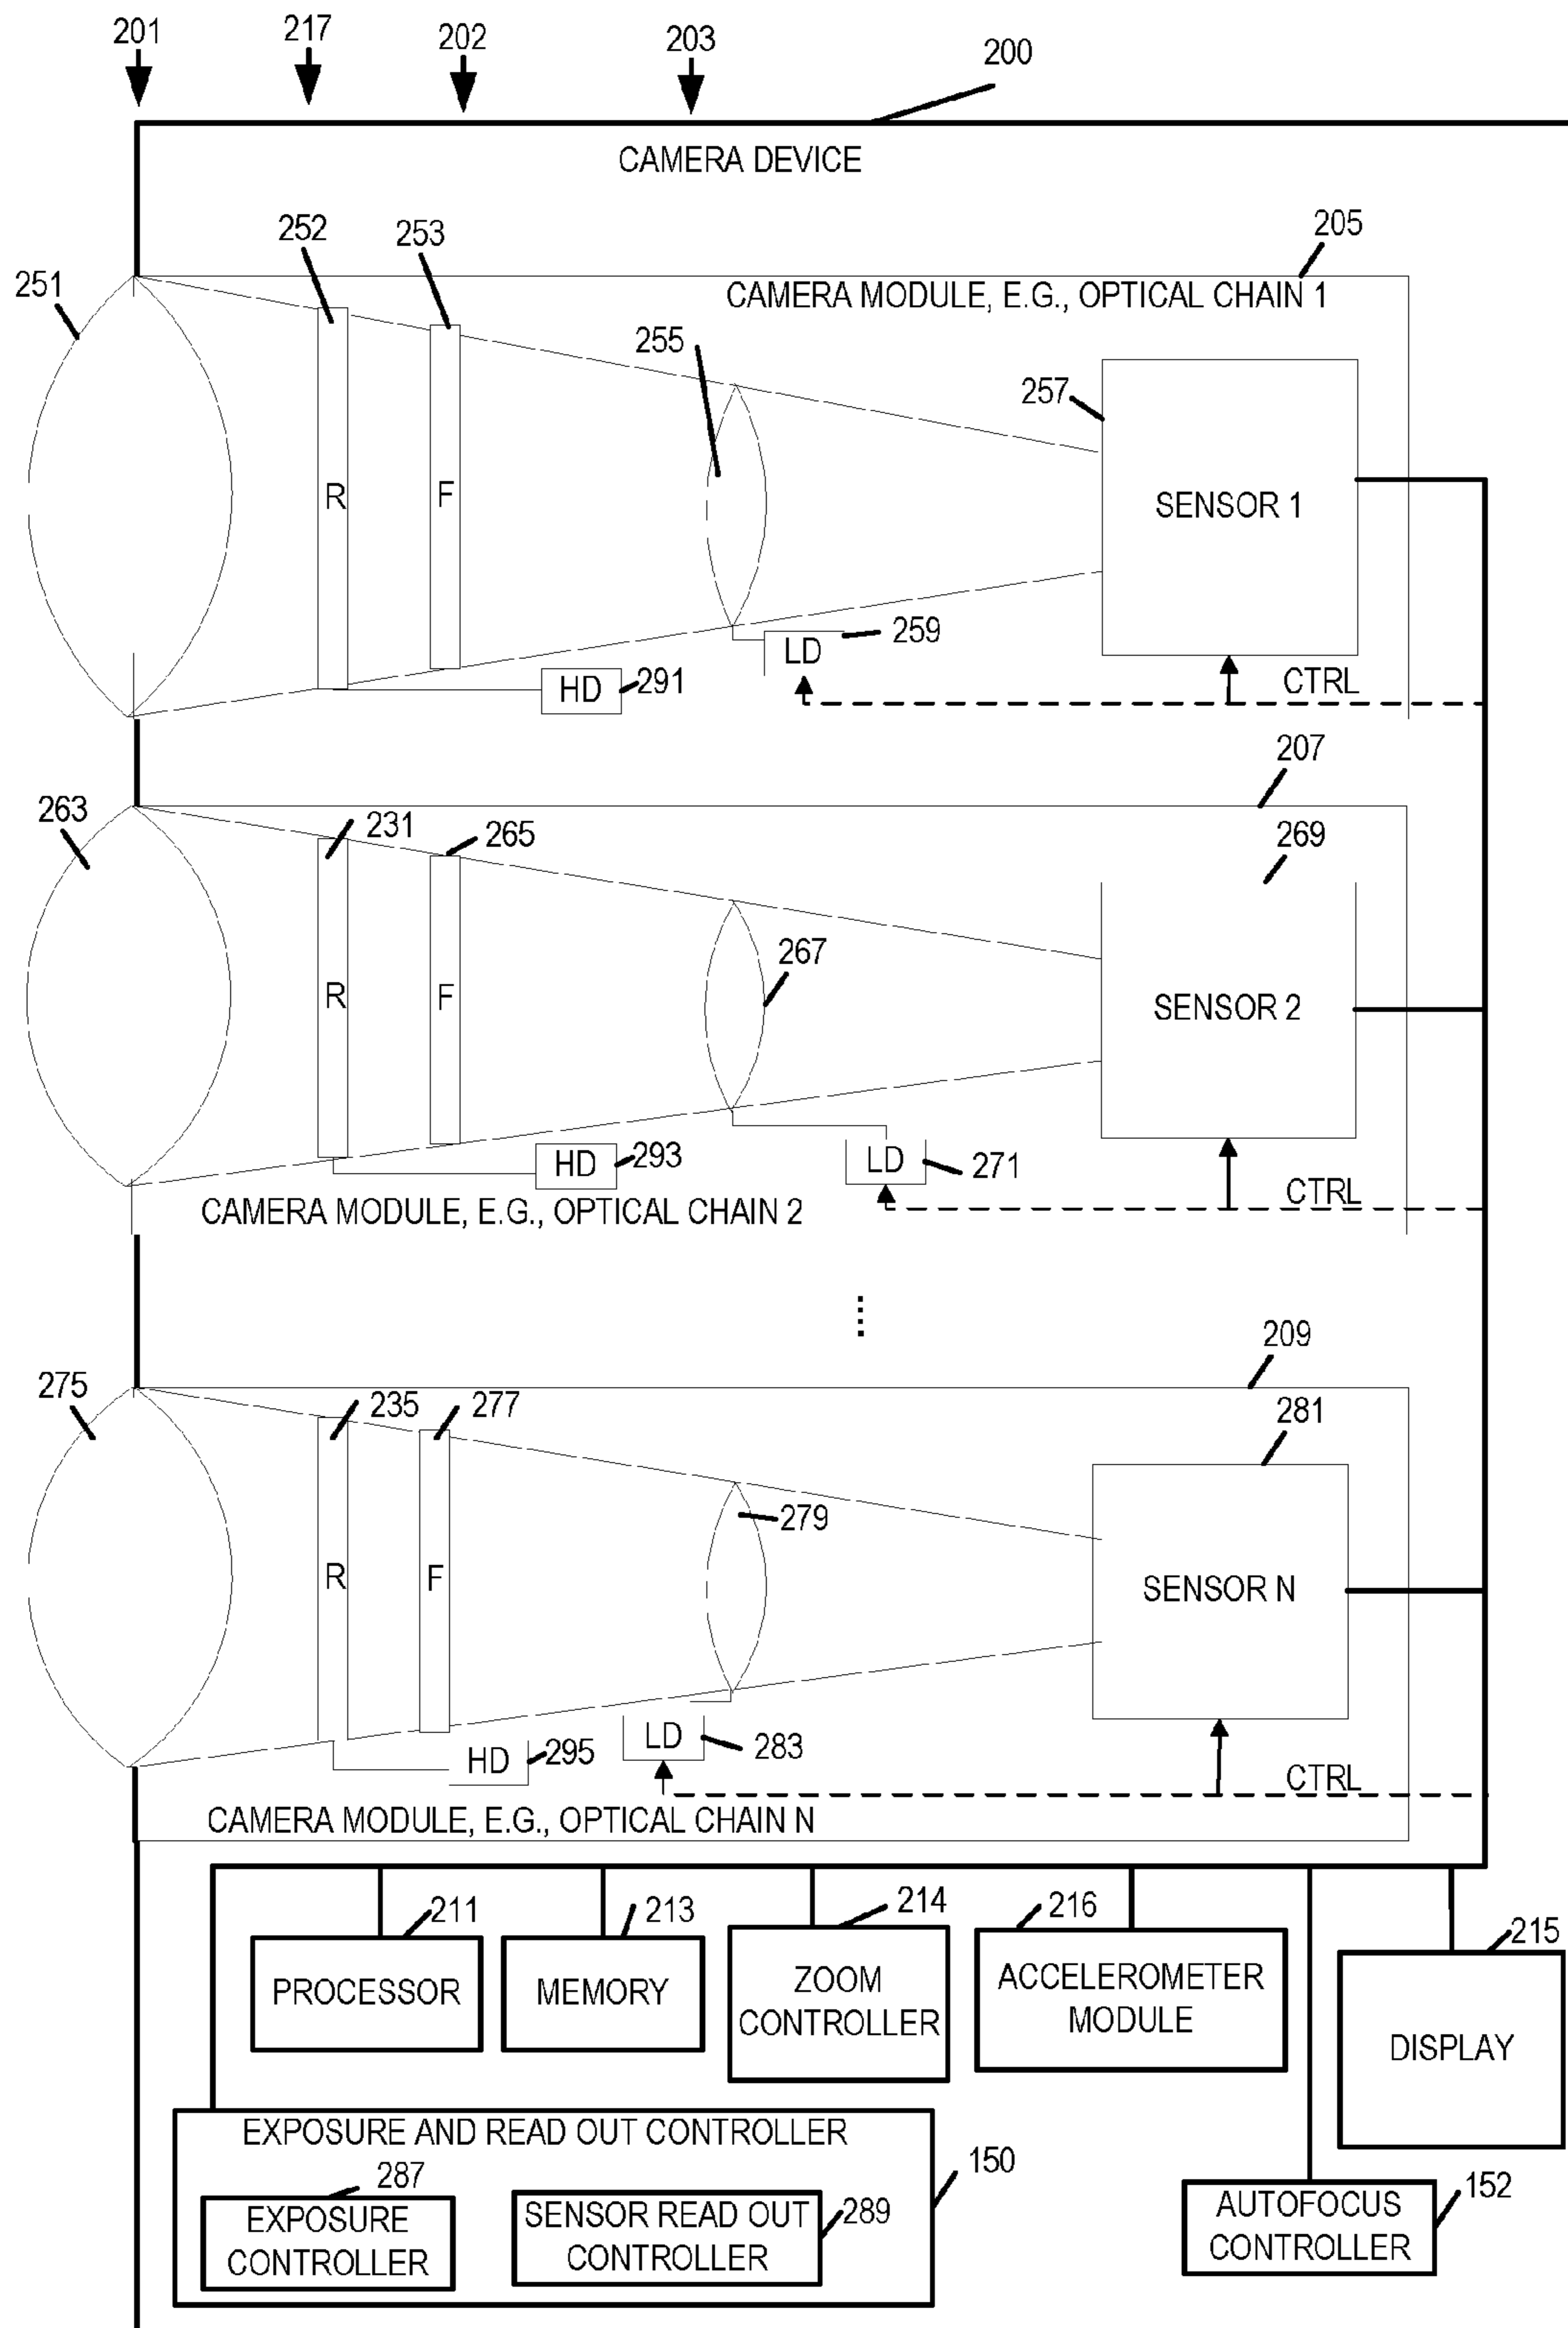 201
217
202
203
200
CAMERA DEVICE
252
253
205
251
CAMERA MODULE, E.G., OPTICAL CHAIN 1
255
257
R
F
SENSOR 1
259
LD
HD
291
CTRL
207
263
231
265
269
267
R
F
SENSOR 2
HD
293
LD
271
CTRL
CAMERA MODULE, E.G., OPTICAL CHAIN 2
209
275
235
277
281
279
R
F
SENSOR N
LD
283
HD
295
CTRL
CAMERA MODULE, E.G., OPTICAL CHAIN N
211
213
214
216
215
PROCESSOR
MEMORY
ZOOM
CONTROLLER
ACCELEROMETER
MODULE
DISPLAY
EXPOSURE AND READ OUT CONTROLLER
150
287
EXPOSURE
CONTROLLER
SENSOR READ OUT
CONTROLLER
289
AUTOFOCUS
CONTROLLER
152